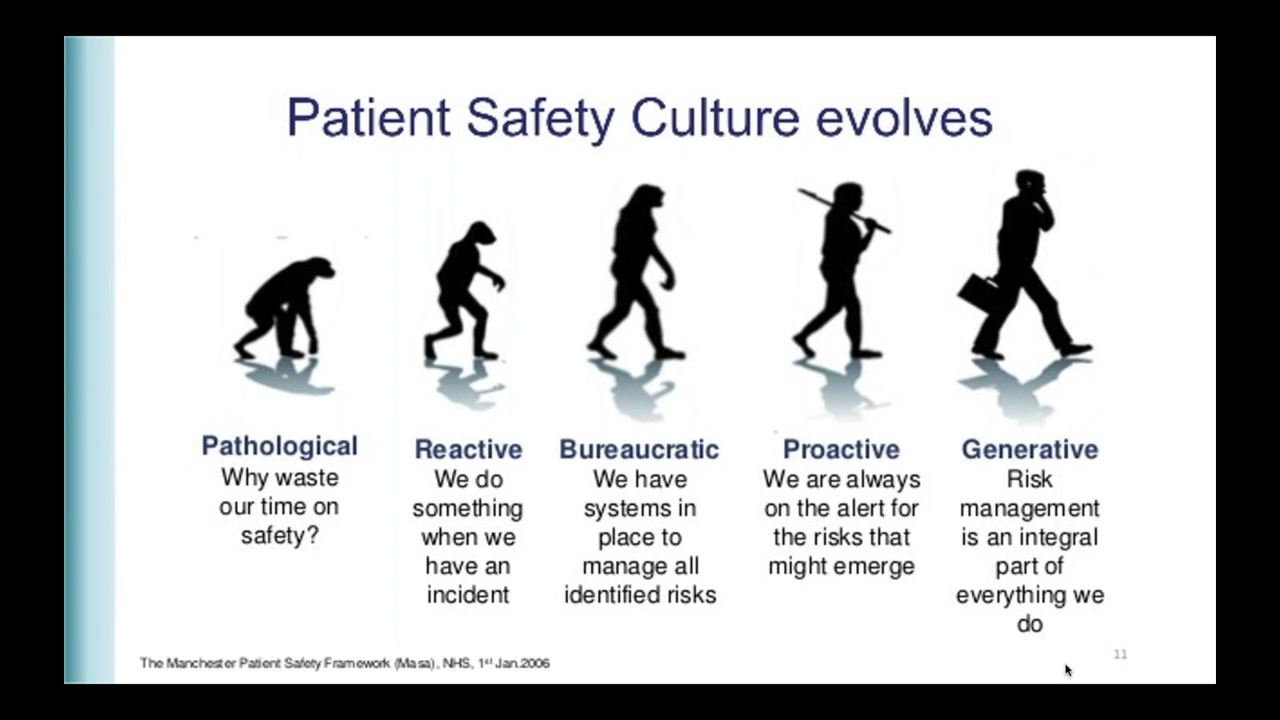 Patient Safety Culture evolves
Pathological
Why waste
our time on
safety?
Reactive
We do
something
when we
have an
incident
Bureaucratic
We have
systems in
place to
manage all
identified risks
Proactive
We are always
on the alert for
the risks that
might emerge
Generative
Risk
management
is an integral
part of
everything we
do
The Manchester Patient Safety Framework (Masa), NHS, 1st Jan.2006
11